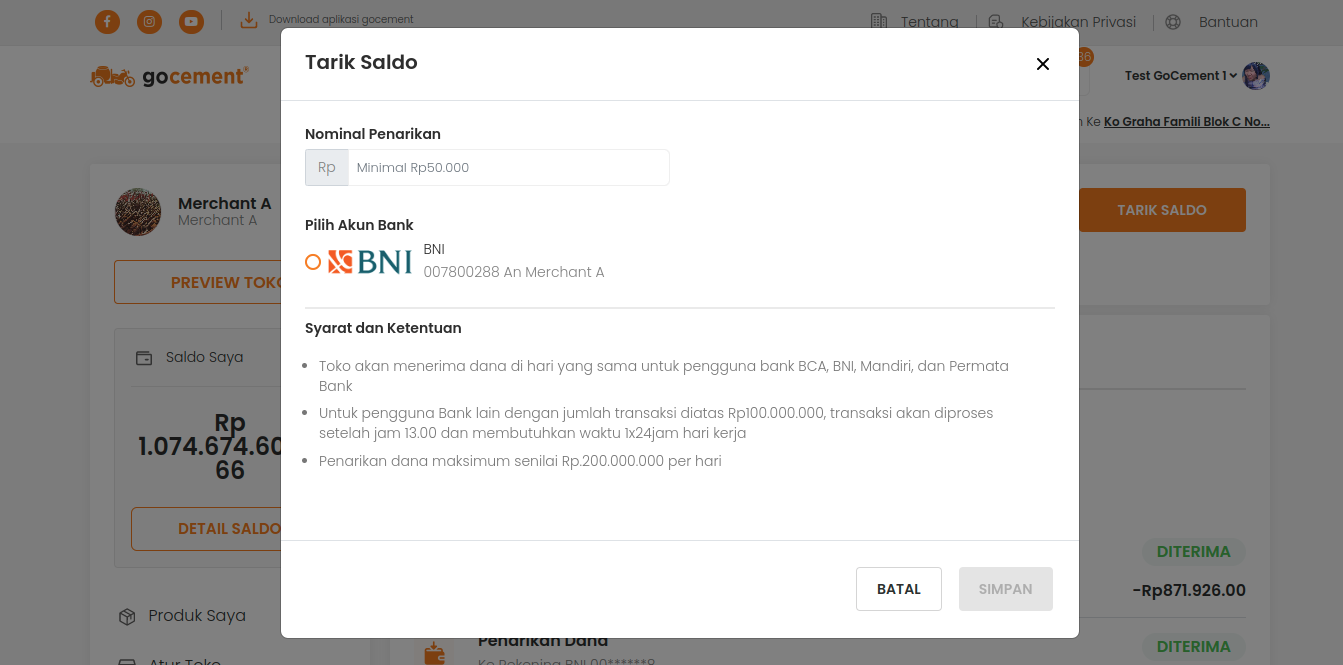 Download aplikasi gocement
Tentang
Kebijakan Privasi
Bantuan
gocement®
36
Test GoCement 1
Ke Ko Graha Famili Blok C No...
Merchant A
Merchant A
TARIK SALDO
PREVIEW TOKO
Saldo Saya
Rp
1.074.674.60
66
DETAIL SALDO
Produk Saya
Atur Toko
Tarik Saldo
Nominal Penarikan
Rp
Minimal Rp50.000
Pilih Akun Bank
BNI
BNI
007800288 An Merchant A
Syarat dan Ketentuan
Toko akan menerima dana di hari yang sama untuk pengguna bank BCA, BNI, Mandiri, dan Permata
Bank
Untuk pengguna Bank lain dengan jumlah transaksi diatas Rp100.000.000, transaksi akan diproses
setelah jam 13.00 dan membutuhkan waktu 1x24jam hari kerja
Penarikan dana maksimum senilai Rp.200.000.000 per hari
BATAL
SIMPAN
DITERIMA
-Rp871.926.00
Penarikan Dana
Ke Rekening BNI 00******8
DITERIMA